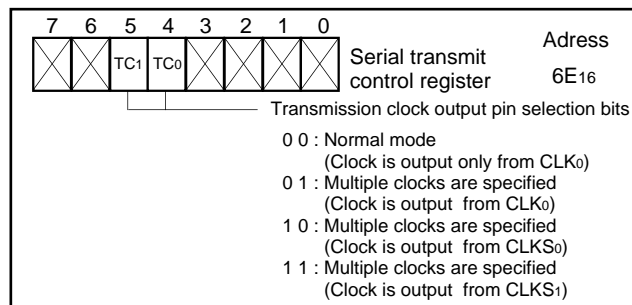 7 6 5 4 3 2 1 0
TC1 TC0
Serial transmit
control register
Adress
6E16
Transmission clock output pin selection bits
0 0 : Normal mode
(Clock is output only from CLK0)
0 1 : Multiple clocks are specified
(Clock is output from CLK0)
1 0 : Multiple clocks are specified
(Clock is output from CLKS0)
1 1 : Multiple clocks are specified
(Clock is output from CLKS1)